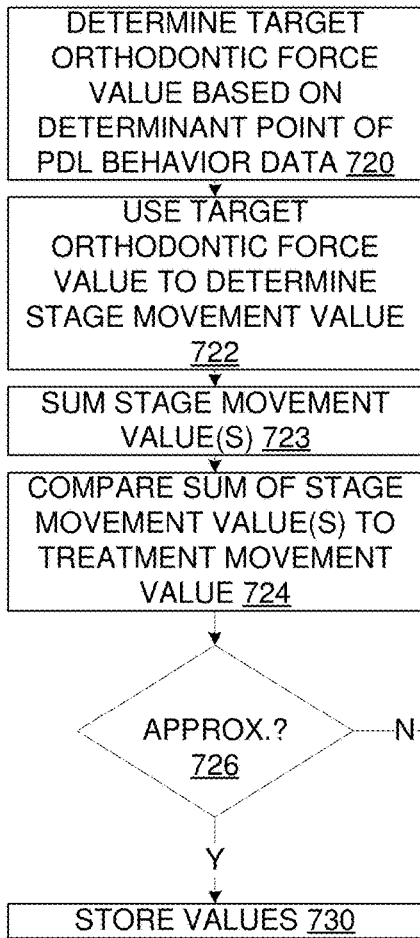 DETERMINE TARGET
ORTHODONTIC FORCE
VALUE BASED ON
DETERMINANT POINT OF
PDL BEHAVIOR DATA 720
USE TARGET
ORTHODONTIC FORCE
VALUE TO DETERMINE
STAGE MOVEMENT VALUE
722
SUM STAGE MOVEMENT
VALUE(S) 723
COMPARE SUM OF STAGE
MOVEMENT VALUE(S) TO
TREATMENT MOVEMENT
VALUE 724
APPROX.?
N
726
Y
STORE VALUES 730